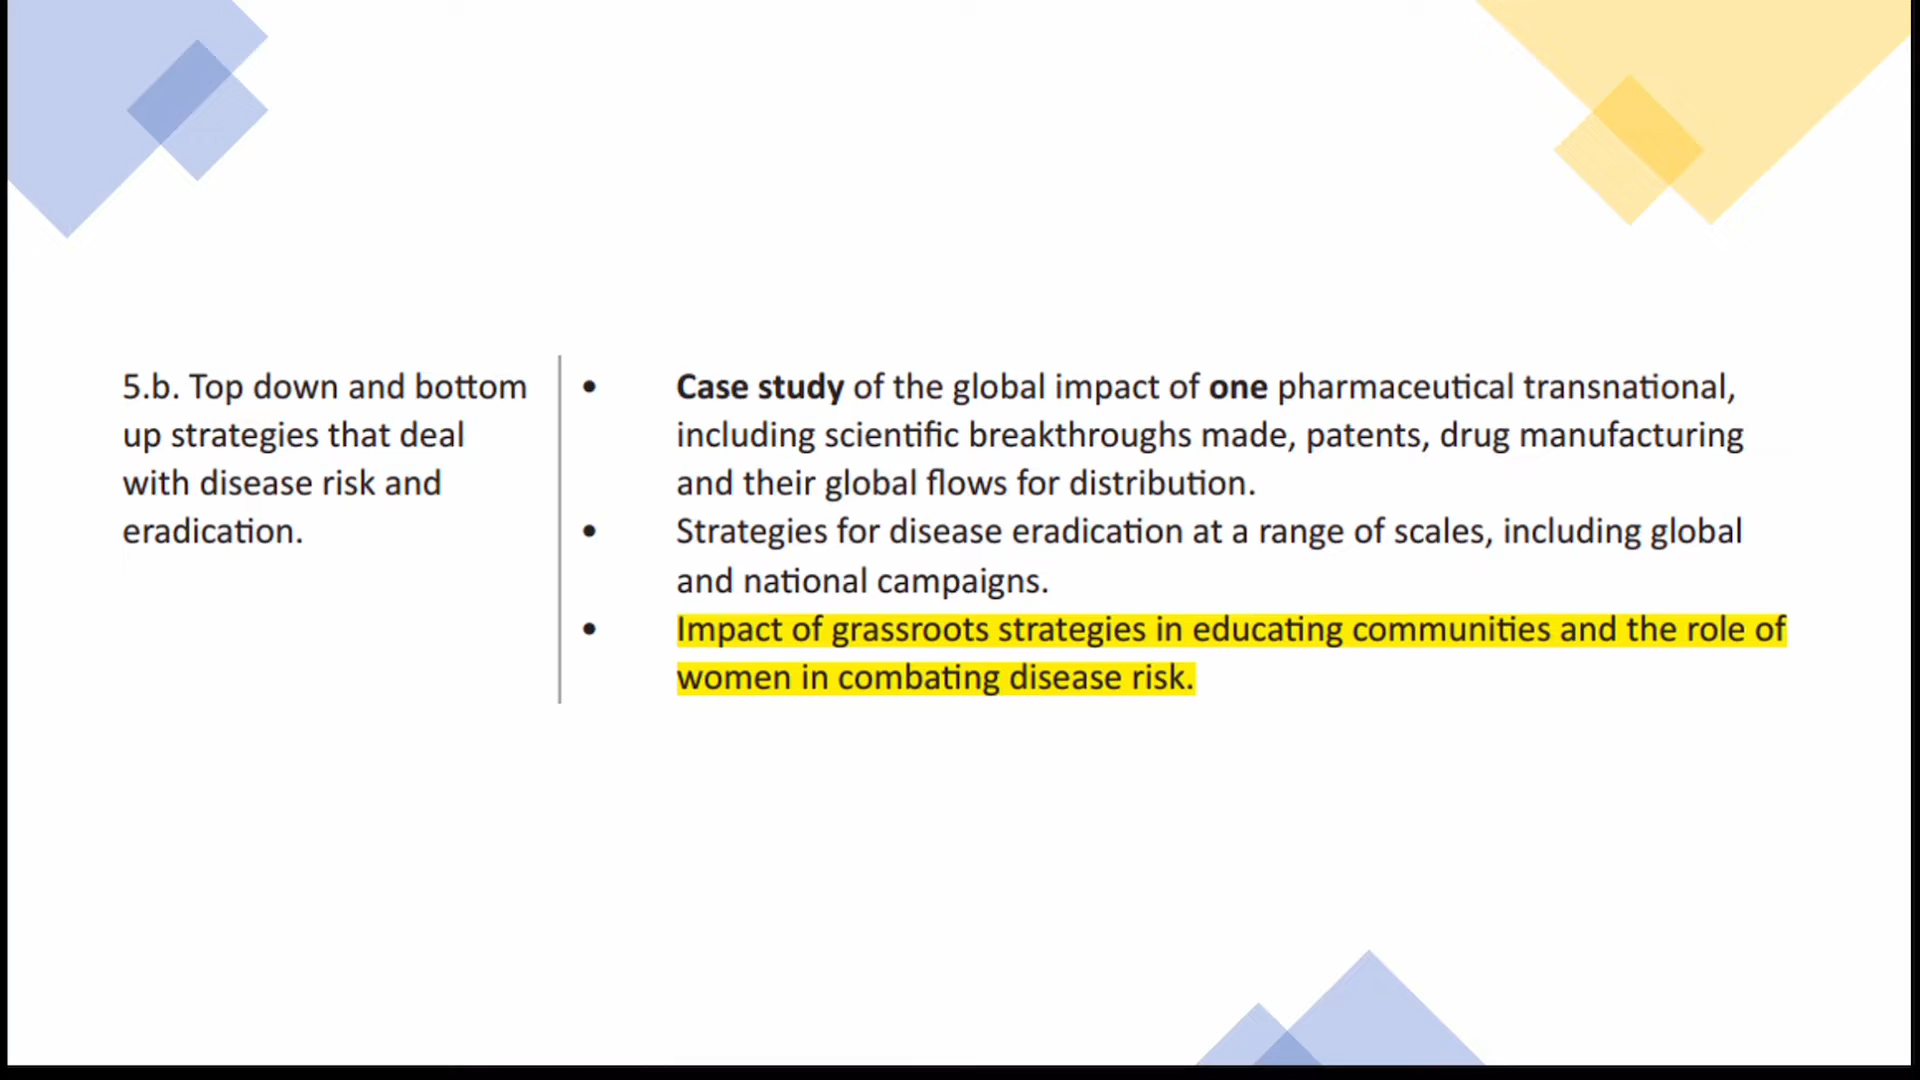 5.b. Top down and bottom
up strategies that deal
with disease risk and
eradication.
• Case study of the global impact of one pharmaceutical transnational,
including scientific breakthroughs made, patents, drug manufacturing
and their global flows for distribution.
• Strategies for disease eradication at a range of scales, including global
and national campaigns.
• Impact of grassroots strategies in educating communities and the role of
women in combating disease risk.